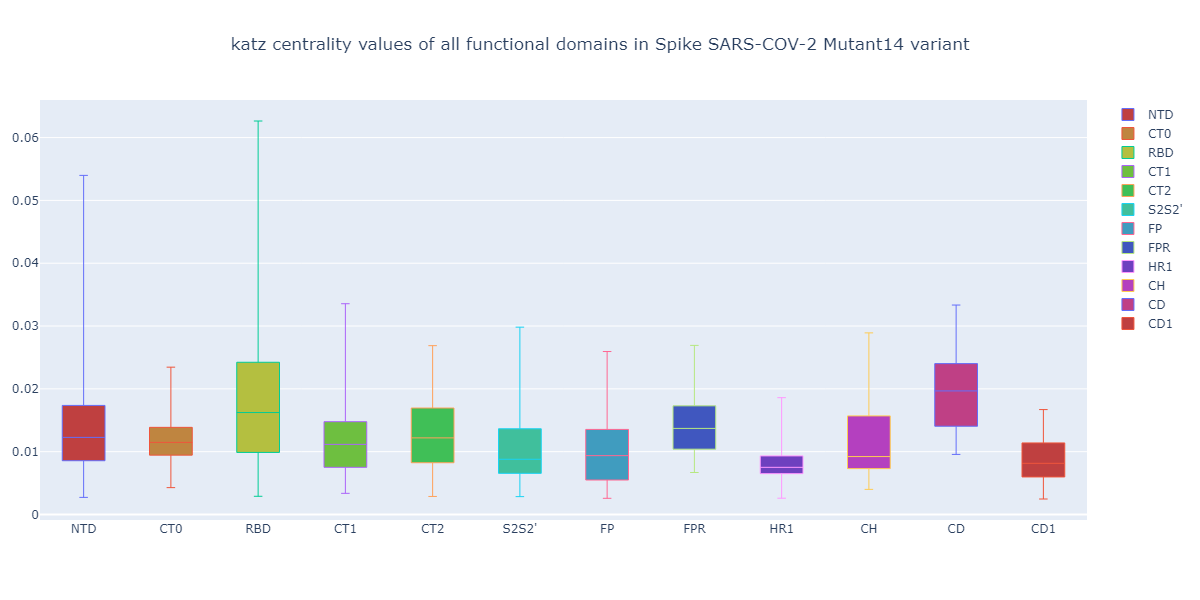 katz centrality values of all functional domains in Spike SARS-COV-2 Mutant14 variant
0.06
0.05
0.04
0.03
0.02
0.01
0
NTD CT0 RBD CT1 CT2 S2S2' FP FPR HR1 CH CD CD1
NTD
CT0
RBD
CT1
CT2
S2S2'
FP
FPR
HR1
CH
CD
CD1